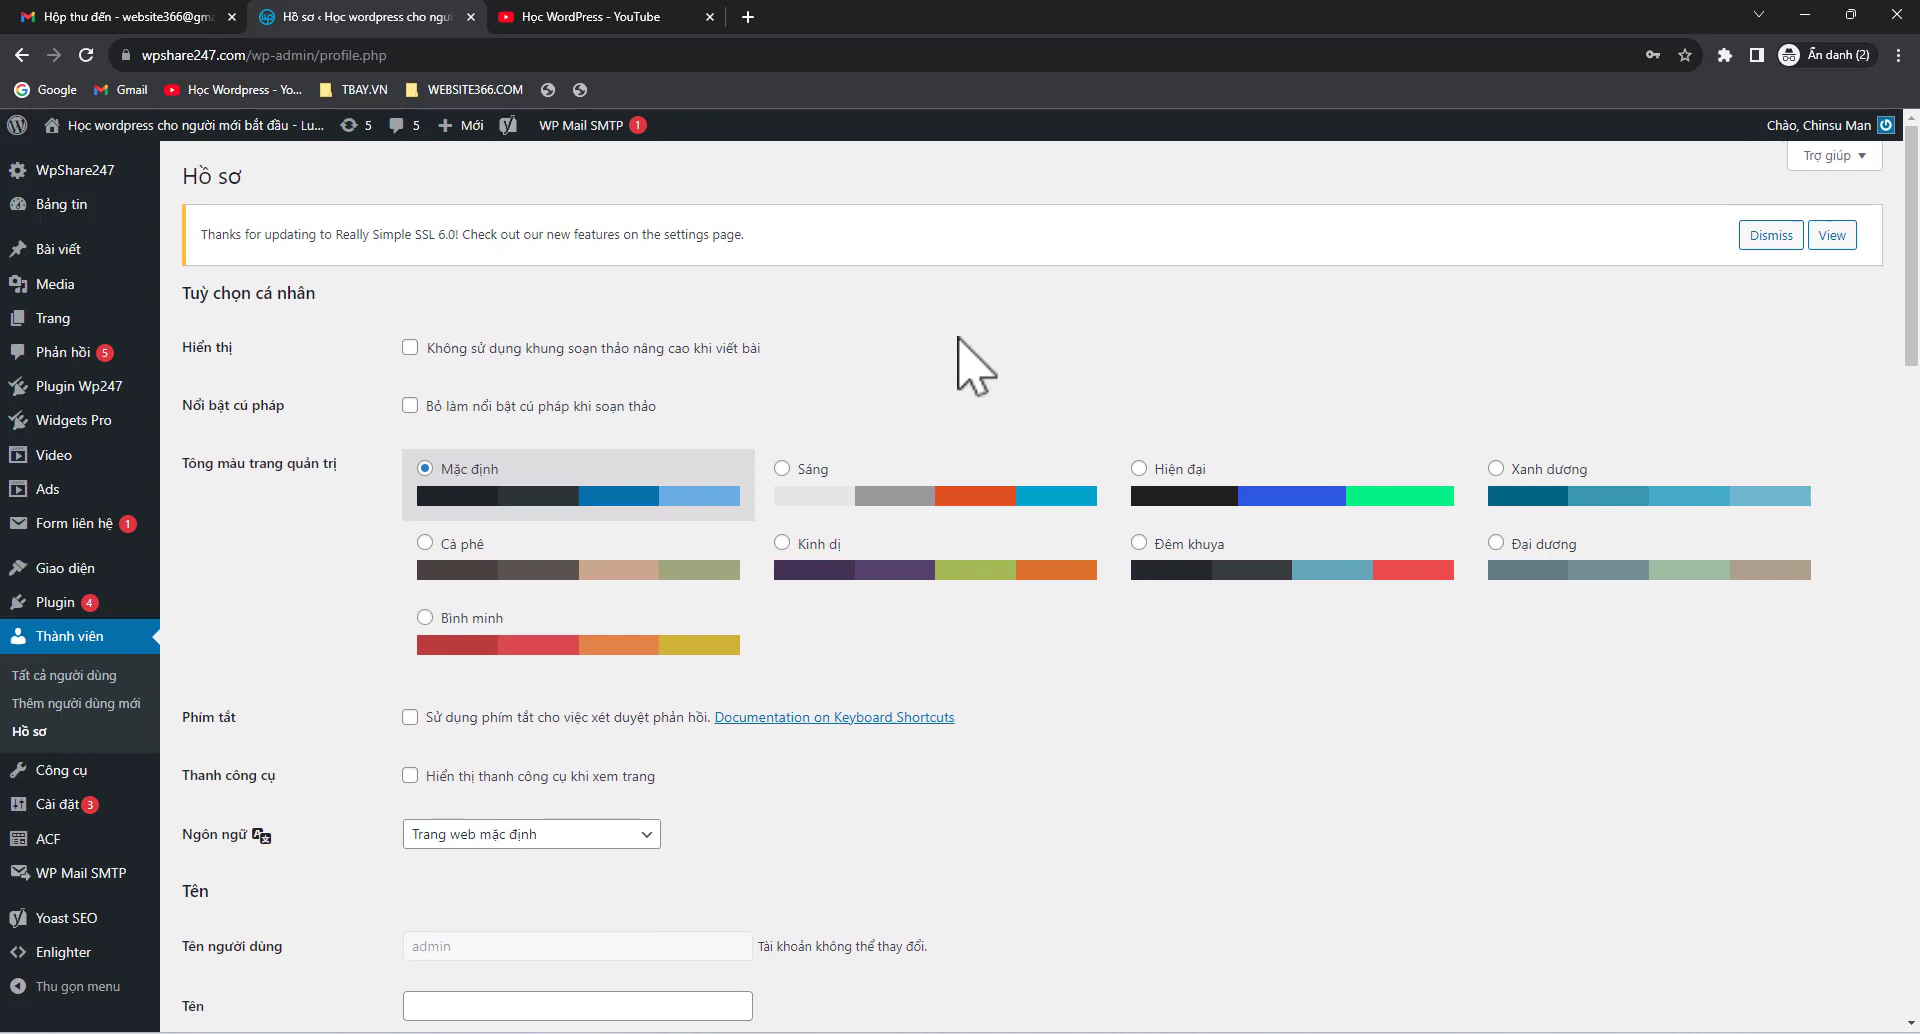 Hộp thư đến - website366@gma
Hồ sơ ‹ Học wordpress cho ngườ
Học WordPress - YouTube
wpshare247.com/wp-admin/profile.php
Ẩn danh (2)
Google
Gmail
Học Wordpress - Yo...
TBAY.VN
WEBSITE366.COM
Học wordpress cho người mới bắt đầu - Lu...
5
5
Mới
WP Mail SMTP 1
Chào, Chinsu Man
Trợ giúp
WpShare247
Bảng tin
Bài viết
Media
Trang
Phản hồi 5
Plugin Wp247
Widgets Pro
Video
Ads
Form liên hệ 1
Giao diện
Plugin 4
Thành viên
Tất cả người dùng
Thêm người dùng mới
Hồ sơ
Công cụ
Cài đặt 3
ACF
WP Mail SMTP
Yoast SEO
Enlighter
Thu gọn menu
Hồ sơ
Thanks for updating to Really Simple SSL 6.0! Check out our new features on the settings page.
Dismiss
View
Tuỳ chọn cá nhân
Hiển thị
Không sử dụng khung soạn thảo nâng cao khi viết bài
Nổi bật cú pháp
Bỏ làm nổi bật cú pháp khi soạn thảo
Tông màu trang quản trị
Mặc định
Sáng
Hiện đại
Xanh dương
Cà phê
Kinh dị
Đêm khuya
Đại dương
Bình minh
Phím tắt
Sử dụng phím tắt cho việc xét duyệt phản hồi. Documentation on Keyboard Shortcuts
Thanh công cụ
Hiển thị thanh công cụ khi xem trang
Ngôn ngữ
Trang web mặc định
Tên
Tên người dùng
admin
Tài khoản không thể thay đổi.
Tên